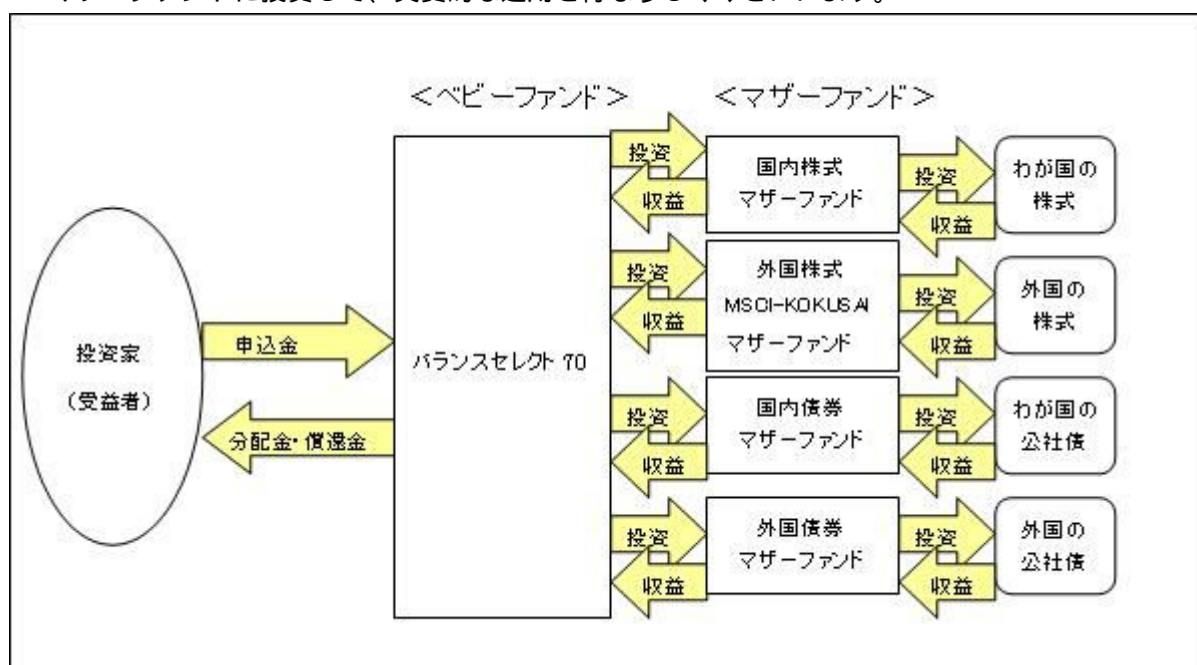 ＜ベビーファンド＞
＜マザーファンド＞
投資家
（受益者）
申込金
分配金・償還金
バランスセレクト 70
投資
収益
国内株式
マザーファンド
投資
収益
わが国の
株式
投資
収益
外国株式
MSCI-KOKUSAI
マザーファンド
投資
収益
外国の
株式
投資
収益
国内債券
マザーファンド
投資
収益
わが国の
公社債
投資
収益
外国債券
マザーファンド
投資
収益
外国の
公社債